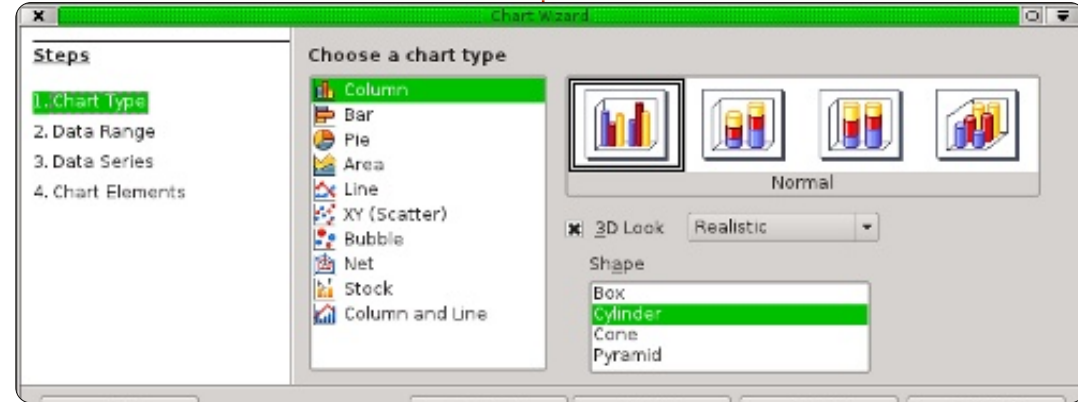 Chart Wizard
Steps
1. Chart Type
2. Data Range
3. Data Series
4. Chart Elements
Choose a chart type
Column
Bar
Pie
Area
Line
XY (Scatter)
Bubble
Net
Stock
Column and Line
Normal
3D Look
Realistic
Shape
Box
Cylinder
Cone
Pyramid